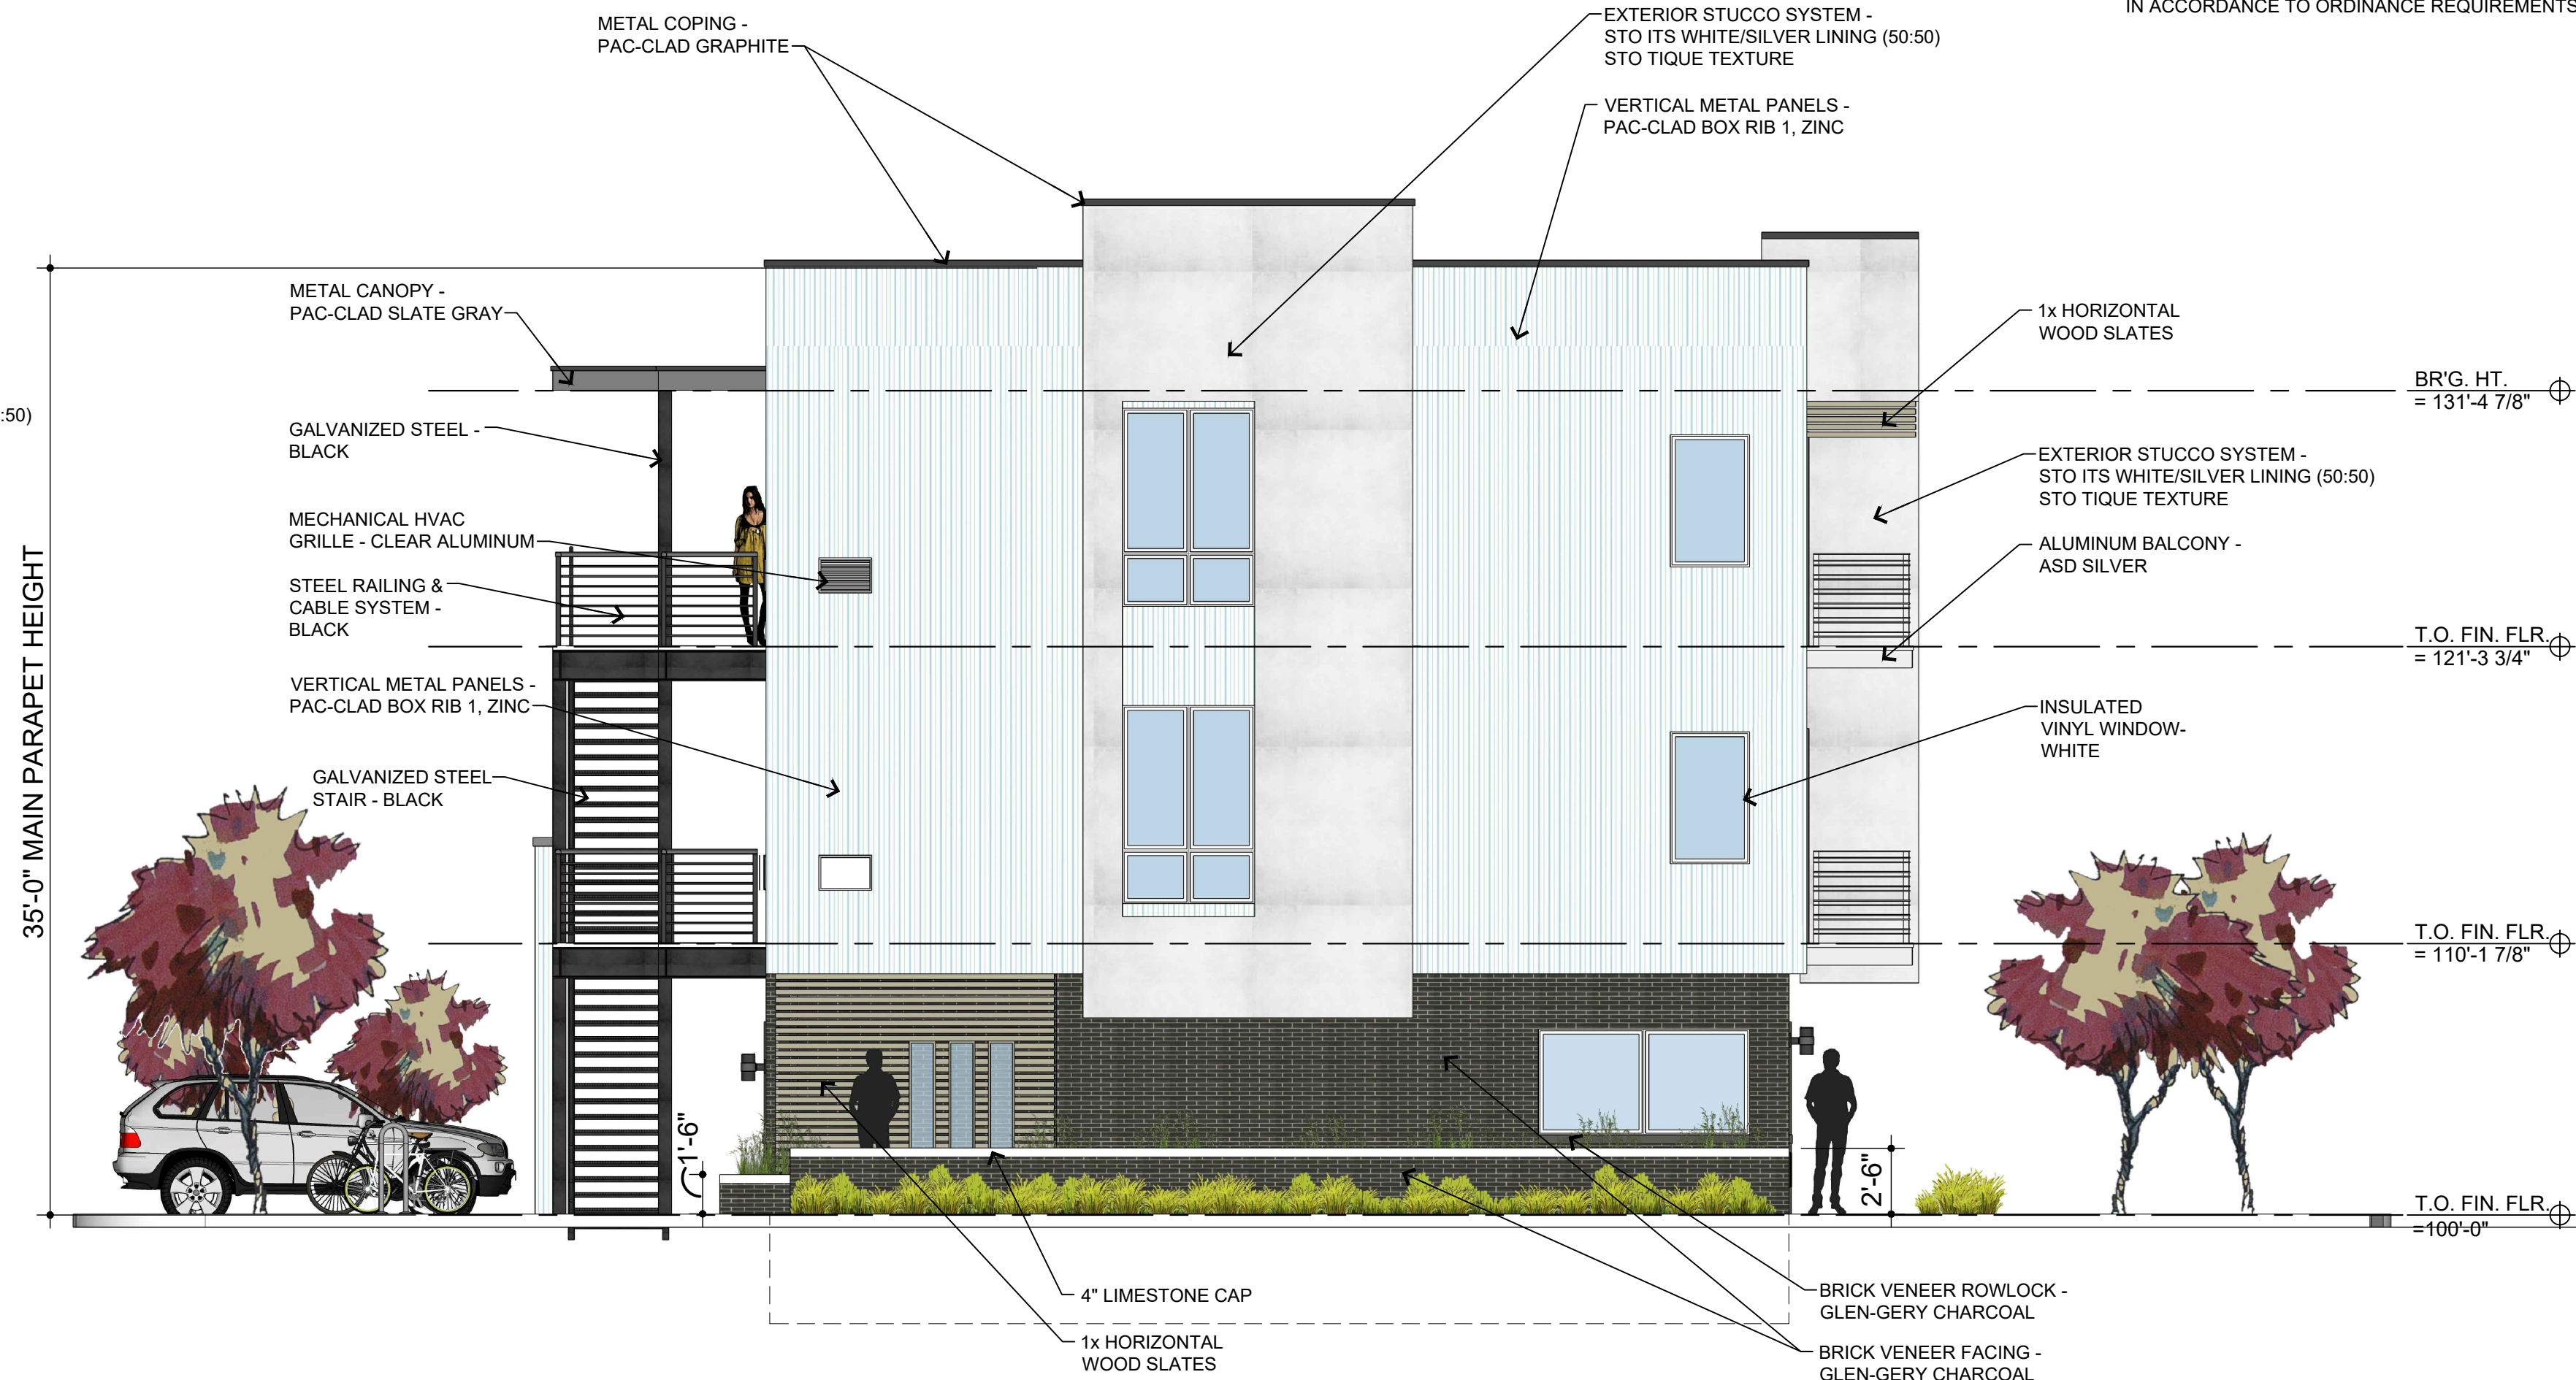 IN ACCORDANCE TO ORDINANCE REQUIREMENTS
METAL COPING -
PAC-CLAD GRAPHITE
EXTERIOR STUCCO SYSTEM -
STO ITS WHITE/SILVER LINING (50:50)
STO TIQUE TEXTURE
VERTICAL METAL PANELS -
PAC-CLAD BOX RIB 1, ZINC
METAL CANOPY -
PAC-CLAD SLATE GRAY
:50)
GALVANIZED STEEL -
BLACK
MECHANICAL HVAC
GRILLE - CLEAR ALUMINUM
STEEL RAILING &
CABLE SYSTEM -
BLACK
VERTICAL METAL PANELS -
PAC-CLAD BOX RIB 1, ZINC
GALVANIZED STEEL
STAIR - BLACK
35'-0" MAIN PARAPET HEIGHT
1x HORIZONTAL
WOOD SLATES
BR'G. HT.
= 131'-4 7/8"
EXTERIOR STUCCO SYSTEM -
STO ITS WHITE/SILVER LINING (50:50)
STO TIQUE TEXTURE
ALUMINUM BALCONY -
ASD SILVER
T.O. FIN. FLR.
= 121'-3 3/4"
INSULATED
VINYL WINDOW-
WHITE
T.O. FIN. FLR.
= 110'-1 7/8"
1'-6"
2'-6"
T.O. FIN. FLR.
=100'-0"
4" LIMESTONE CAP
1x HORIZONTAL
WOOD SLATES
BRICK VENEER ROWLOCK -
GLEN-GERY CHARCOAL
BRICK VENEER FACING -
GLEN-GERY CHARCOAL